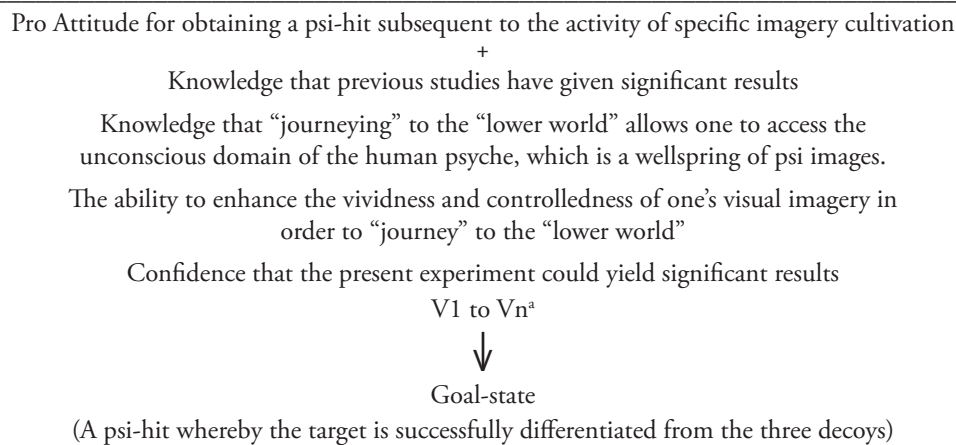 Pro Attitude for obtaining a psi-hit subsequent to the activity of specific imagery cultivation
+
Knowledge that previous studies have given significant results
Knowledge that “journeying” to the “lower world” allows one to access the
unconscious domain of the human psyche, which is a wellspring of psi images.
The ability to enhance the vividness and controlledness of one’s visual imagery in
order to “journey” to the “lower world”
Confidence that the present experiment could yield significant results
V1 to Vnᵃ
Goal-state
(A psi-hit whereby the target is successfully differentiated from the three decoys)